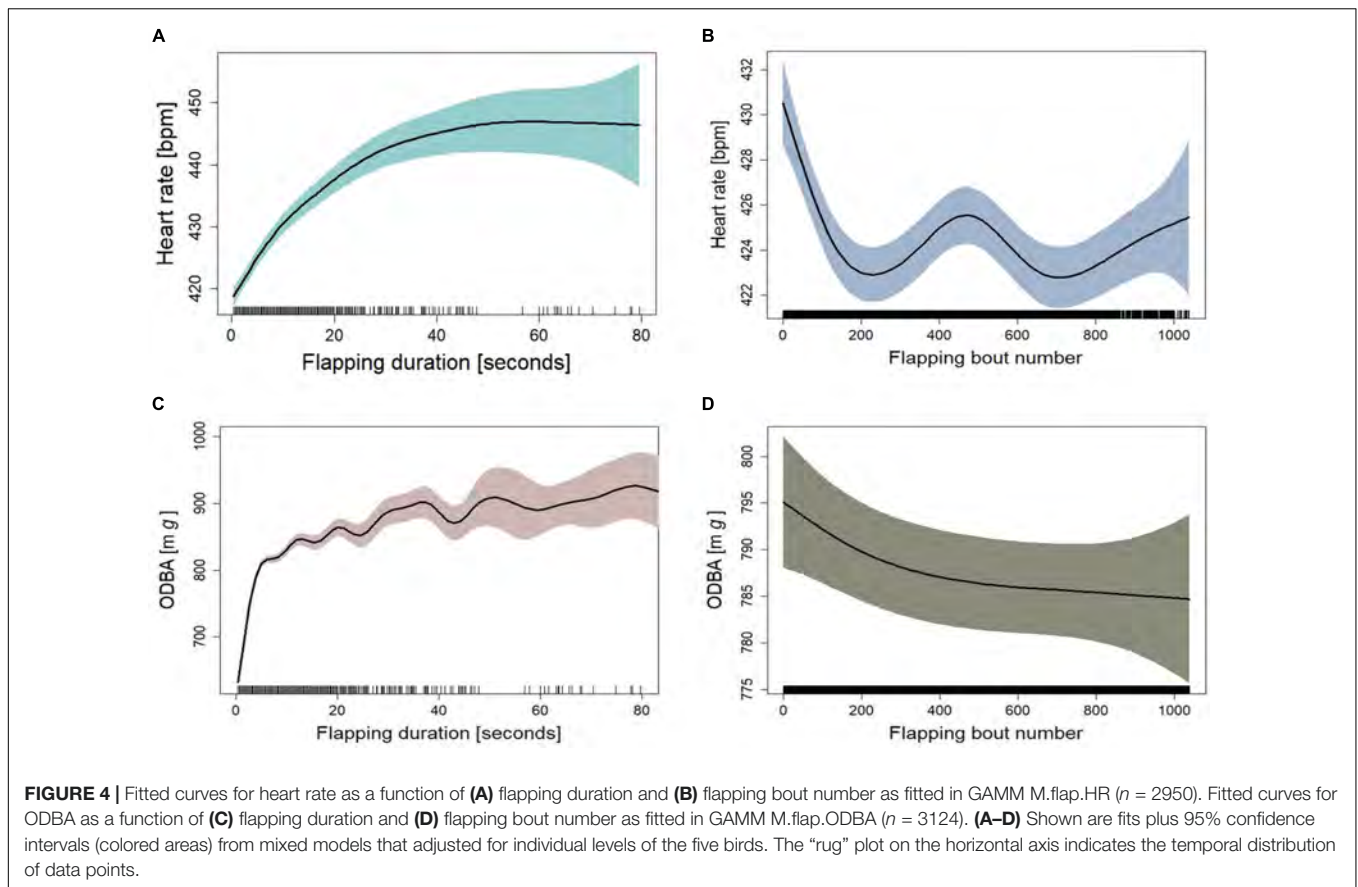 A
Heart rate [bpm]
450
440
430
420
0 20 40 60 80
Flapping duration [seconds]
B
Heart rate [bpm]
432
430
428
426
424
422
0 200 400 600 800 1000
Flapping bout number
C
ODBA [m g]
1000
900
800
700
0 20 40 60 80
Flapping duration [seconds]
D
ODBA [m g]
800
795
790
785
780
775
0 200 400 600 800 1000
Flapping bout number
FIGURE 4 | Fitted curves for heart rate as a function of (A) flapping duration and (B) flapping bout number as fitted in GAMM M.flap.HR (n = 2950). Fitted curves for
ODBA as a function of (C) flapping duration and (D) flapping bout number as fitted in GAMM M.flap.ODBA (n = 3124). (A–D) Shown are fits plus 95% confidence
intervals (colored areas) from mixed models that adjusted for individual levels of the five birds. The “rug” plot on the horizontal axis indicates the temporal distribution
of data points.